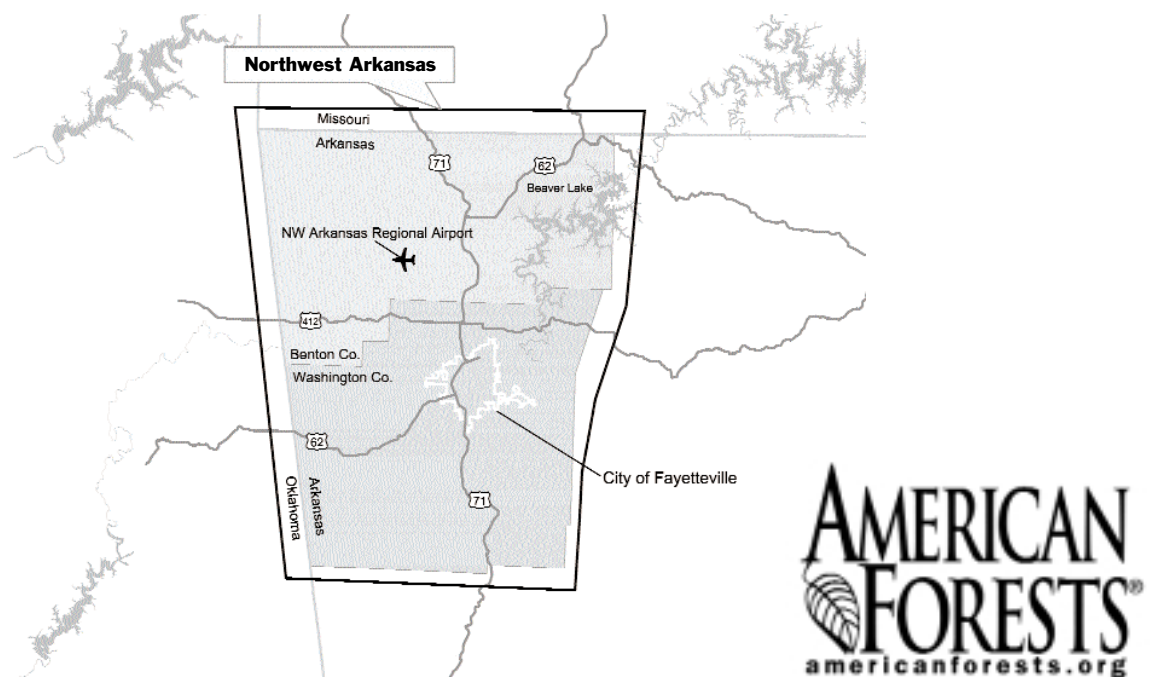 Northwest Arkansas
Missouri
Arkansas
71
62
Beaver Lake
NW Arkansas Regional Airport
412
Benton Co.
Washington Co.
62
Arkansas
Oklahoma
71
City of Fayetteville
AMERICAN
FORESTS®
americanforests.org